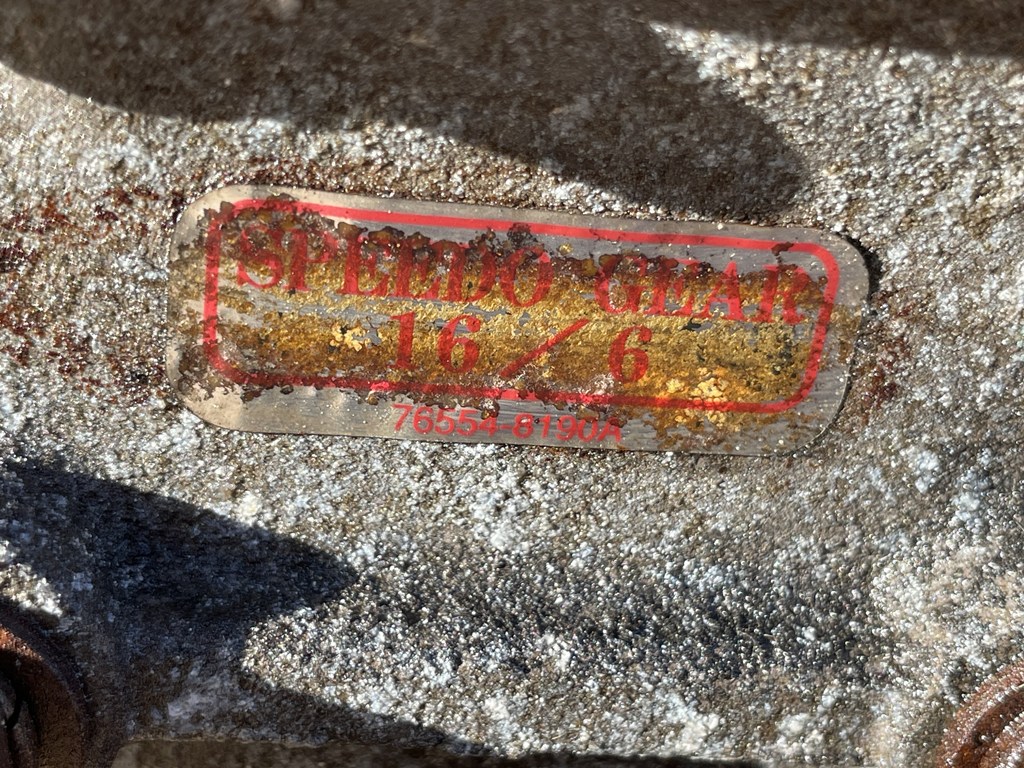 SPEEDO GEAR
16 / 6
76554-8190A